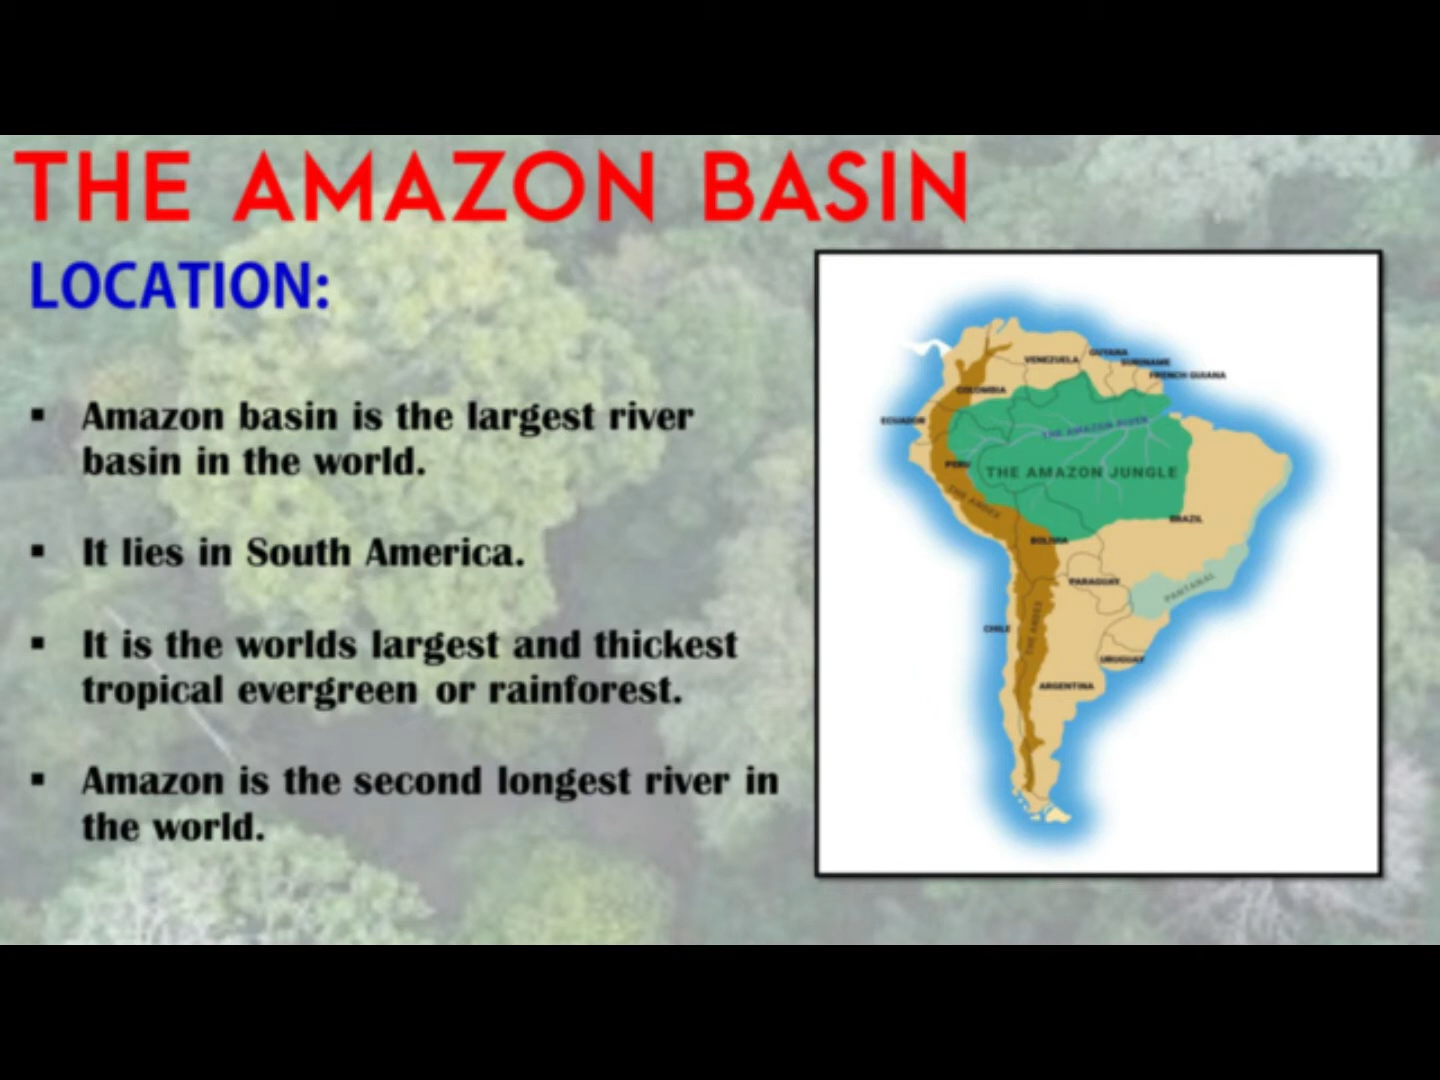 THE AMAZON BASIN
LOCATION:
▪ Amazon basin is the largest river
basin in the world.
▪ It lies in South America.
▪ It is the worlds largest and thickest
tropical evergreen or rainforest.
▪ Amazon is the second longest river in
the world.
VENEZUELA
GUYANA
SURINAME
FRENCH GUIANA
COLOMBIA
ECUADOR
THE AMAZON RIVER
PERU
THE AMAZON JUNGLE
THE ANDES
BRAZIL
BOLIVIA
PARAGUAY
PANTANAL
CHILE
THE ANDES
URUGUAY
ARGENTINA